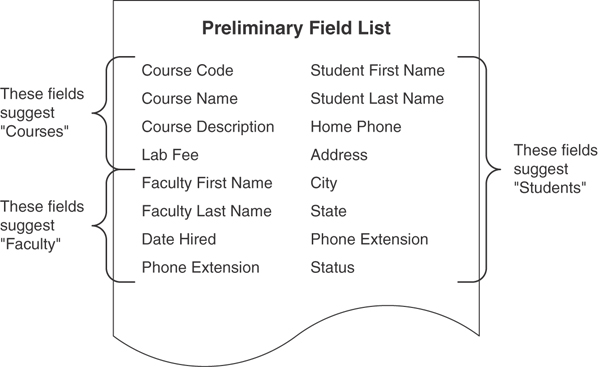 Preliminary Field List
These fields
suggest
"Courses"
These fields
suggest
"Faculty"
Course Code
Course Name
Course Description
Lab Fee
Faculty First Name
Faculty Last Name
Date Hired
Phone Extension
Student First Name
Student Last Name
Home Phone
Address
City
State
Phone Extension
Status
These fields
suggest
"Students"